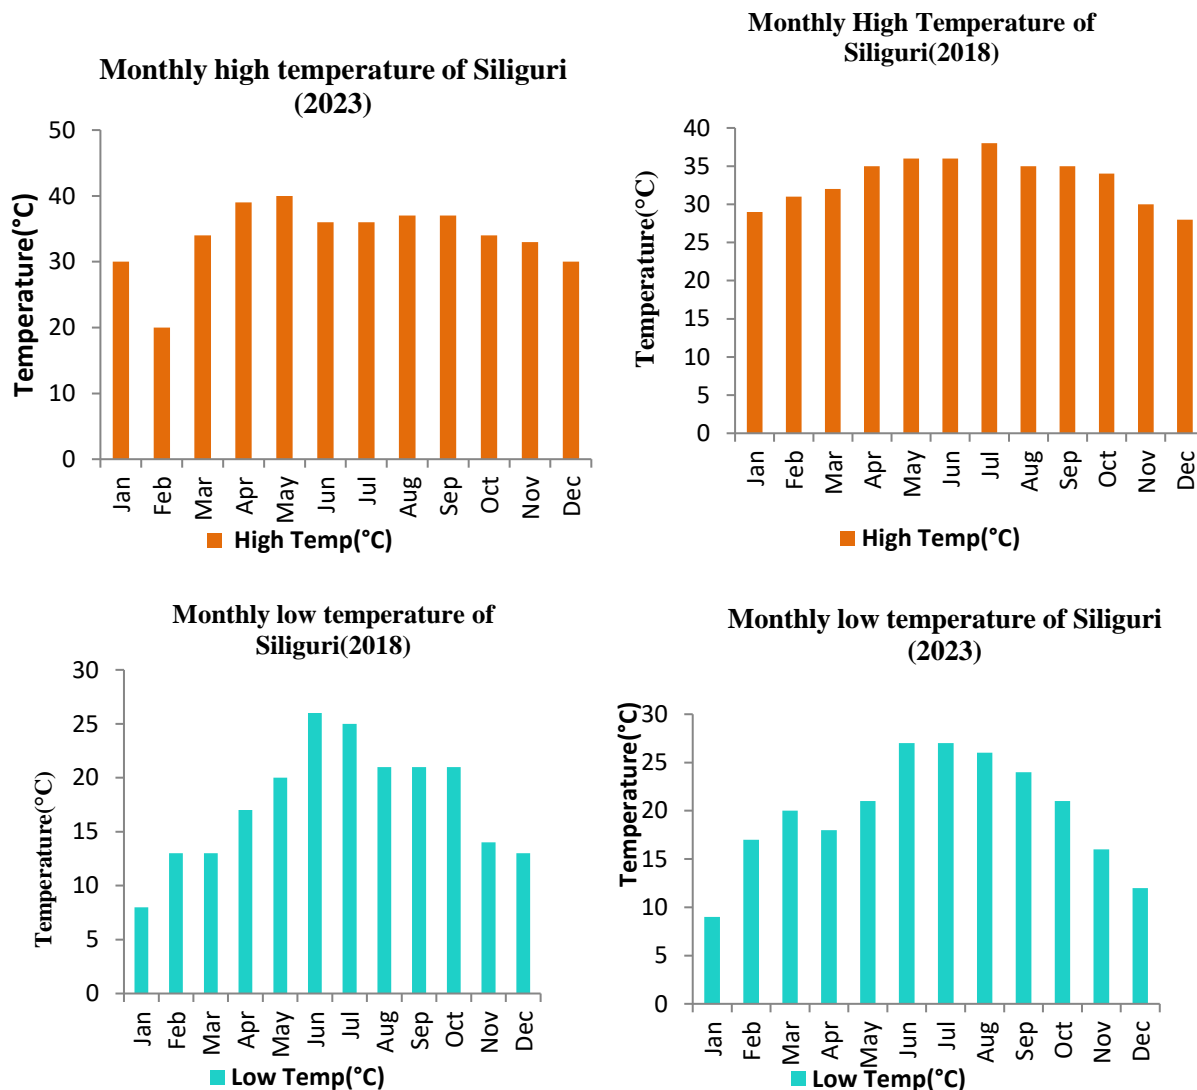 Monthly high temperature of Siliguri
(2023)
Temperature(°C)
50
40
30
20
10
0
Jan
Feb
Mar
Apr
May
Jun
Jul
Aug
Sep
Oct
Nov
Dec
High Temp(°C)
Monthly High Temperature of
Siliguri(2018)
Temperature(°C)
40
35
30
25
20
15
10
5
0
Jan
Feb
Mar
Apr
May
Jun
Jul
Aug
Sep
Oct
Nov
Dec
High Temp(°C)
Monthly low temperature of
Siliguri(2018)
Temperature(°C)
30
25
20
15
10
5
0
Jan
Feb
Mar
Apr
May
Jun
Jul
Aug
Sep
Oct
Nov
Dec
Low Temp(°C)
Monthly low temperature of Siliguri
(2023)
Temperature(°C)
30
25
20
15
10
5
0
Jan
Feb
Mar
Apr
May
Jun
Jul
Aug
Sep
Oct
Nov
Dec
Low Temp(°C)